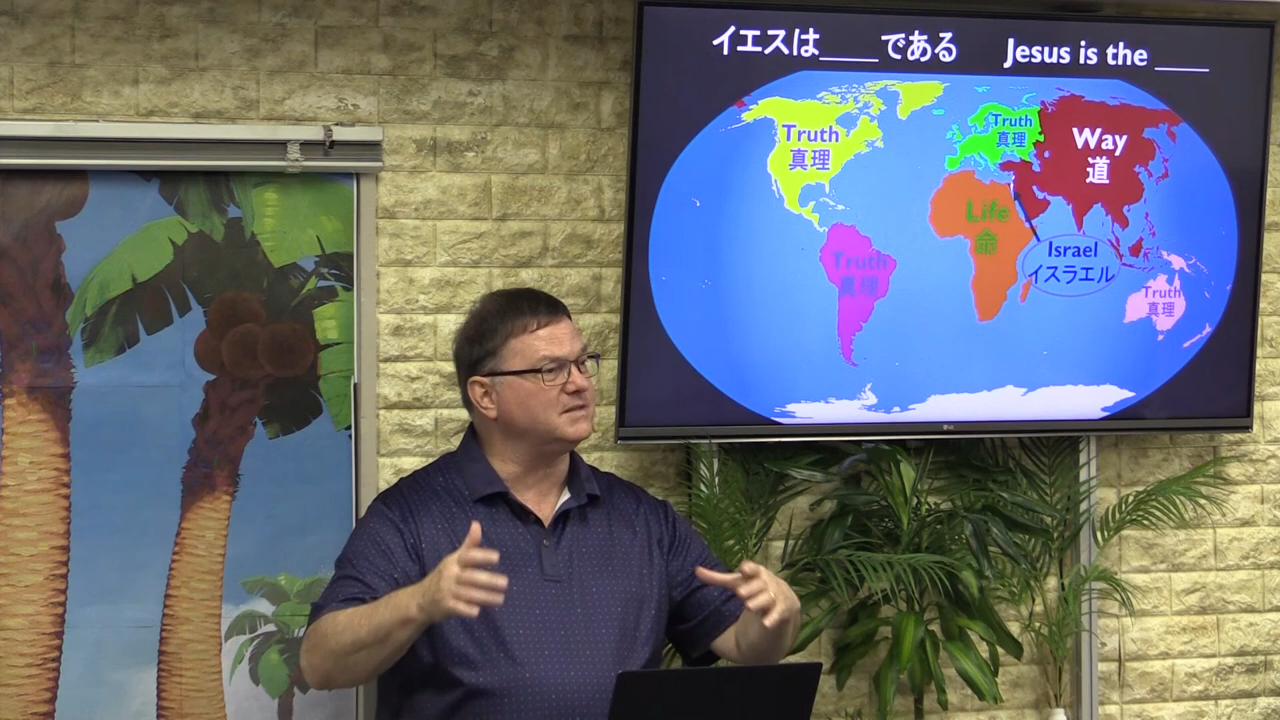 イエスは____である Jesus is the ____
Truth
真理
Truth
真理
Way
道
Life
命
Truth
真理
Israel
イスラエル
Truth
真理
LG